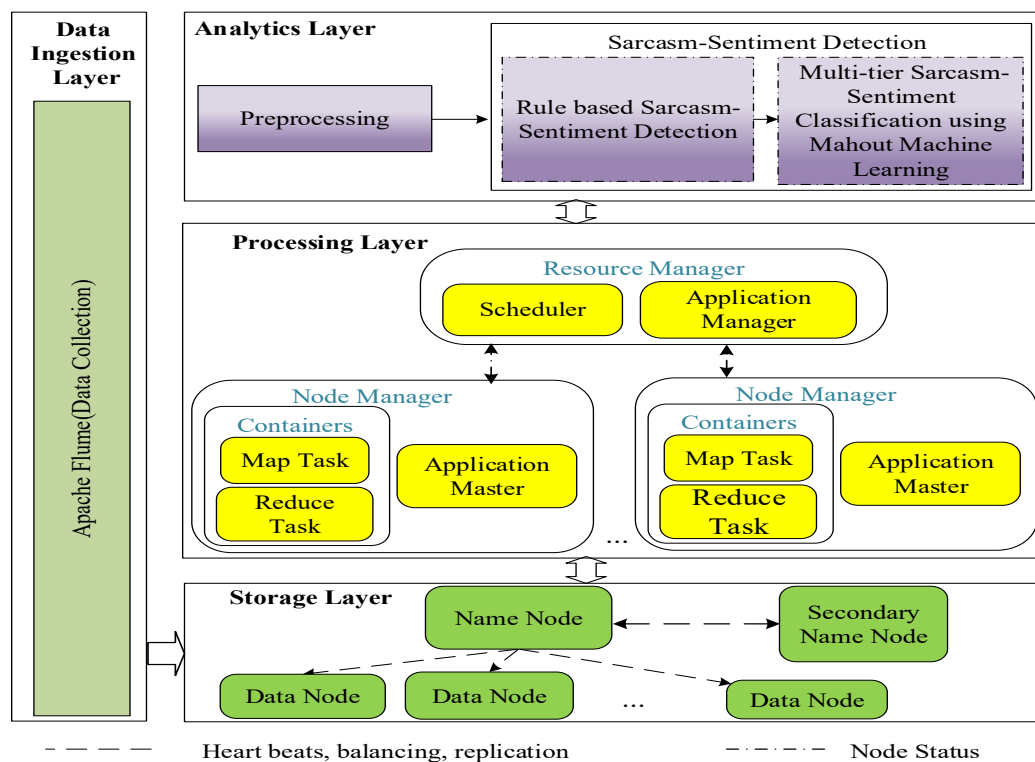 Data
Ingestion
Layer
Apache Flume(Data Collection)
Analytics Layer
Preprocessing
Sarcasm-Sentiment Detection
Rule based Sarcasm-
Sentiment Detection
Multi-tier Sarcasm-
Sentiment
Classification using
Mahout Machine
Learning
Processing Layer
Resource Manager
Scheduler
Application
Manager
Node Manager
Containers
Map Task
Reduce
Task
Application
Master
...
Node Manager
Containers
Map Task
Reduce
Task
Application
Master
Storage Layer
Name Node
Secondary
Name Node
Data Node
Data Node
...
Data Node
Heart beats, balancing, replication
Node Status